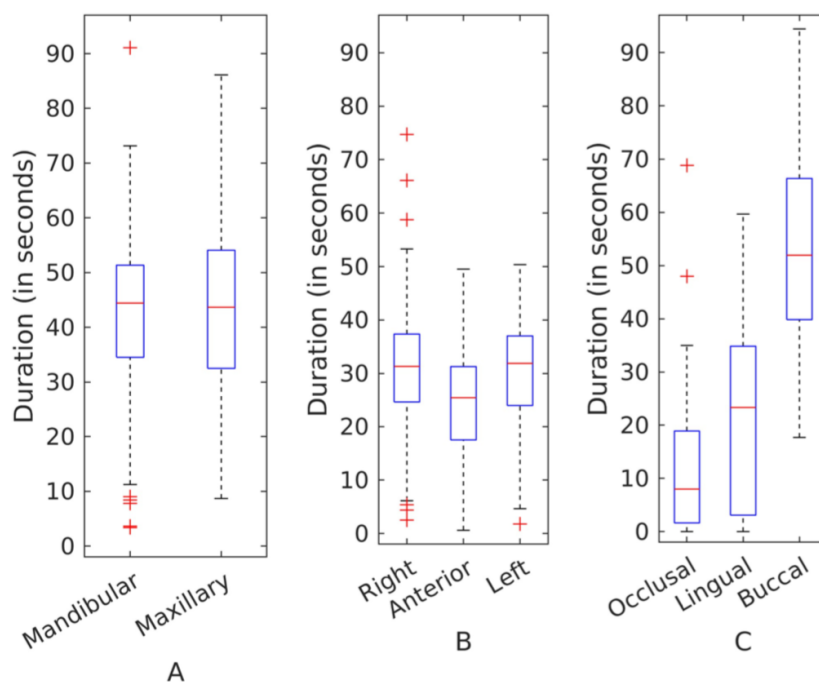 Duration (in seconds)
90
80
70
60
50
40
30
20
10
0
Mandibular
Maxillary
A
Duration (in seconds)
90
80
70
60
50
40
30
20
10
0
Right
Anterior
Left
B
Duration (in seconds)
90
80
70
60
50
40
30
20
10
0
Occlusal
Lingual
Buccal
C